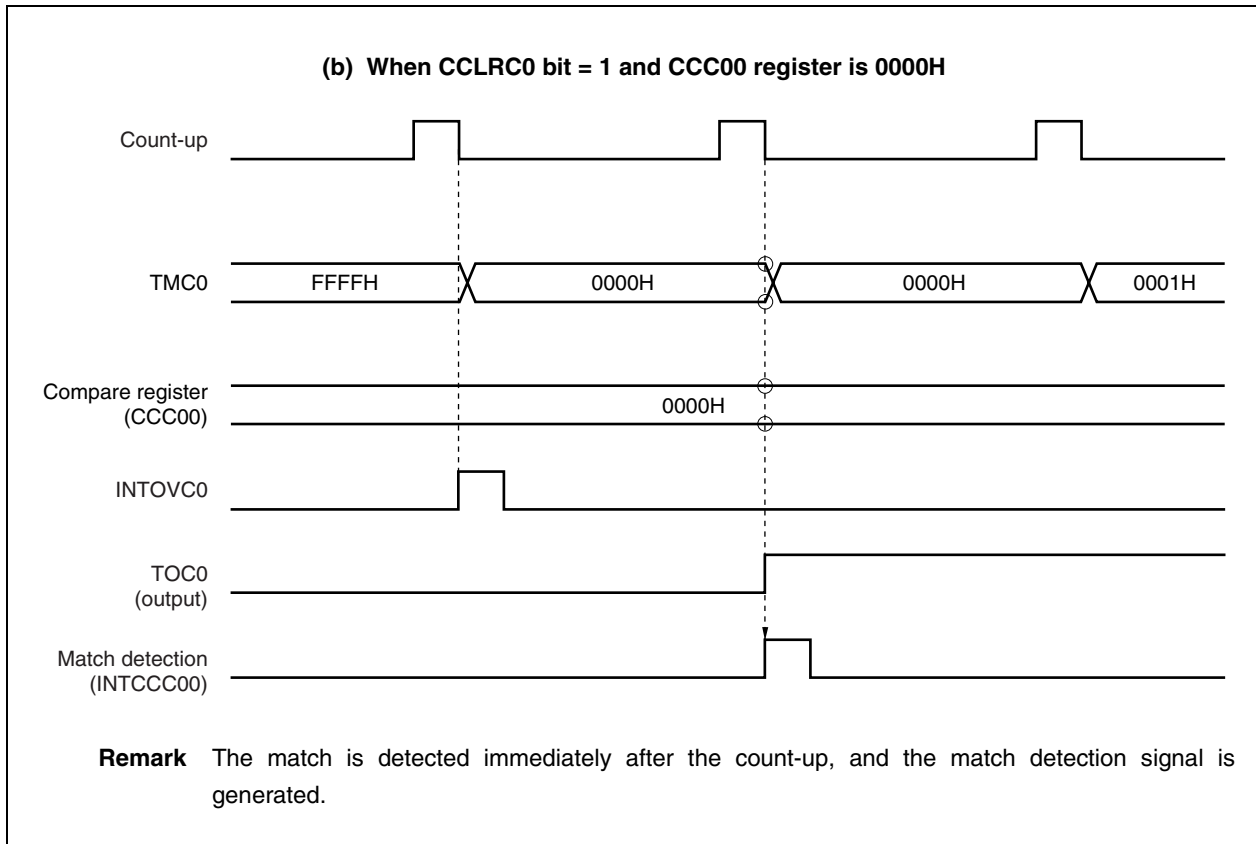 (b) When CCLRC0 bit = 1 and CCC00 register is 0000H
Count-up
TMC0
FFFFH
0000H
0000H
0001H
Compare register
(CCC00)
0000H
INTOVC0
TOC0
(output)
Match detection
(INTCCC00)
Remark The match is detected immediately after the count-up, and the match detection signal is
generated.